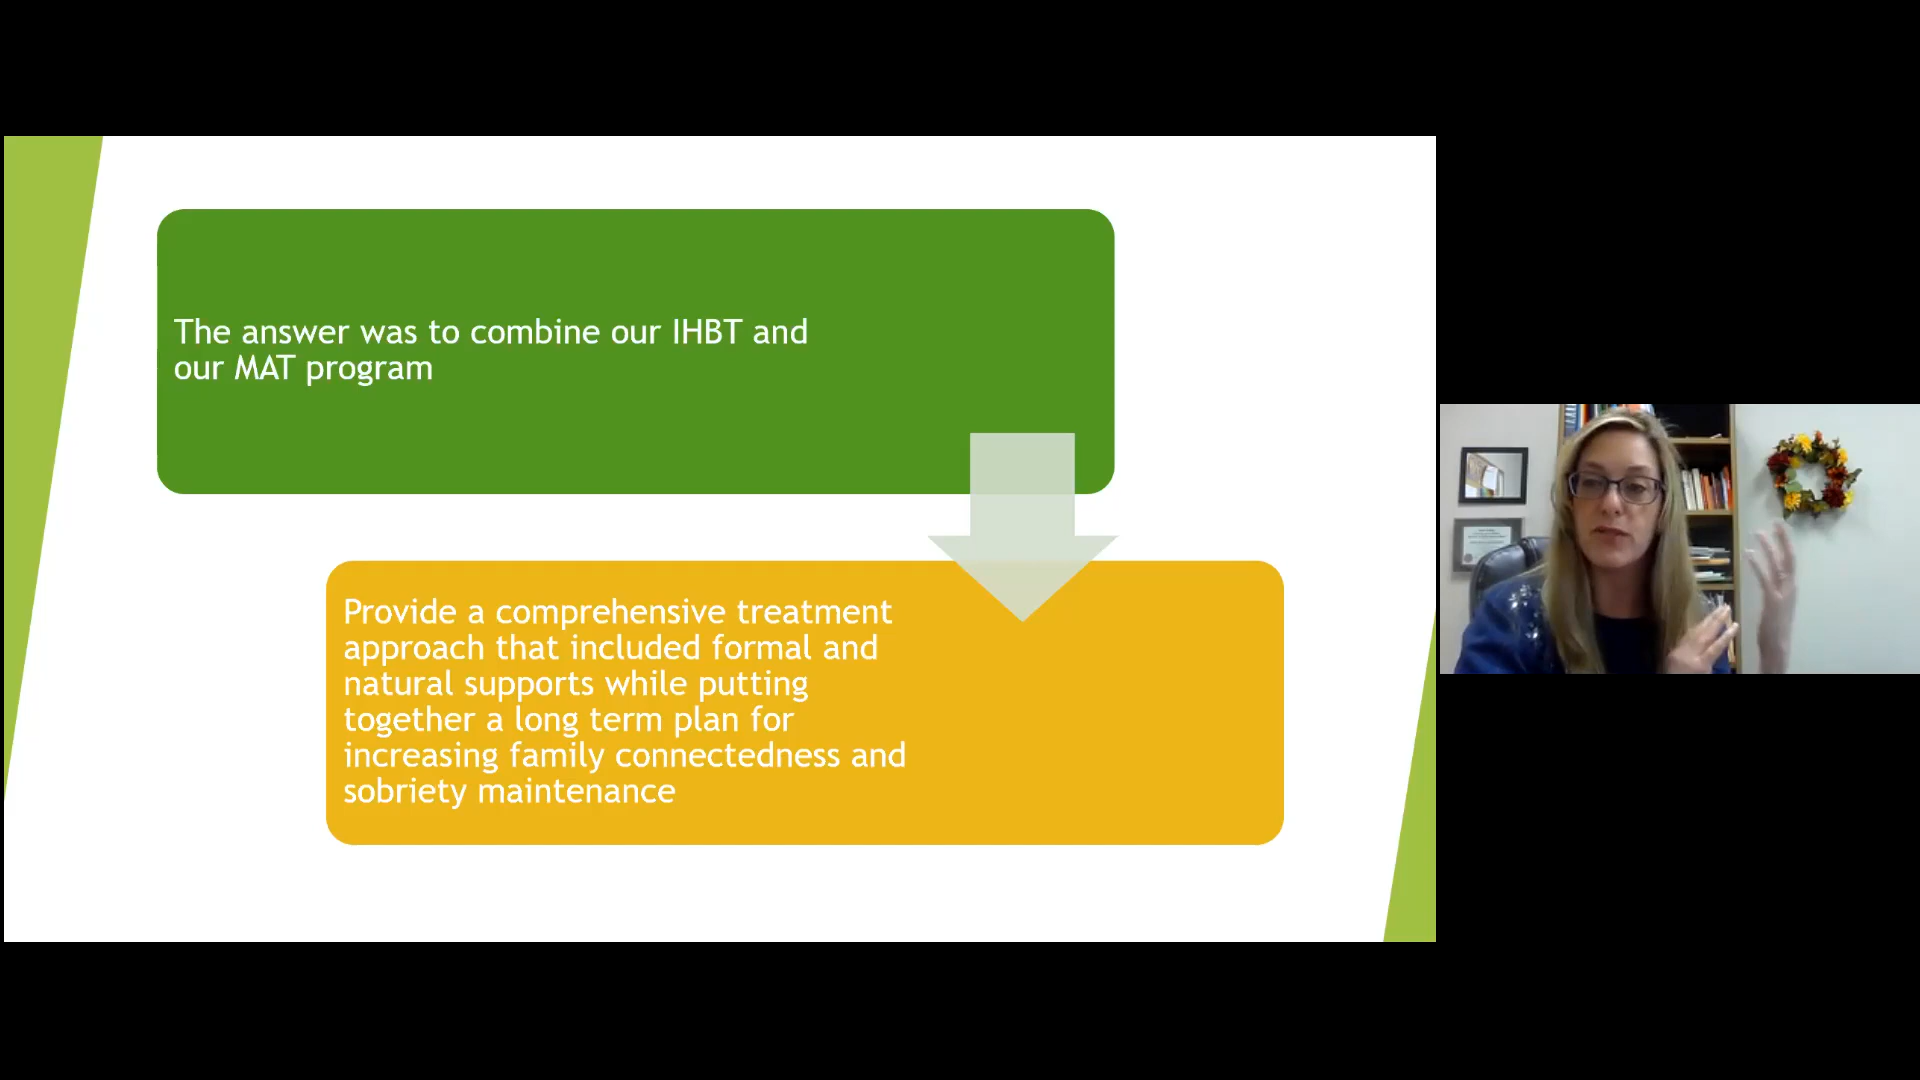 The answer was to combine our IHBT and
our MAT program
Provide a comprehensive treatment
approach that included formal and
natural supports while putting
together a long term plan for
increasing family connectedness and
sobriety maintenance